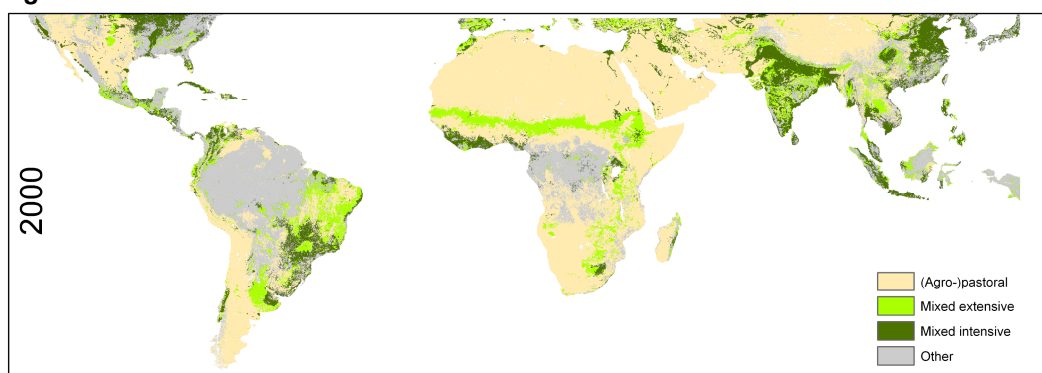 2000
(Agro-)pastoral
Mixed extensive
Mixed intensive
Other